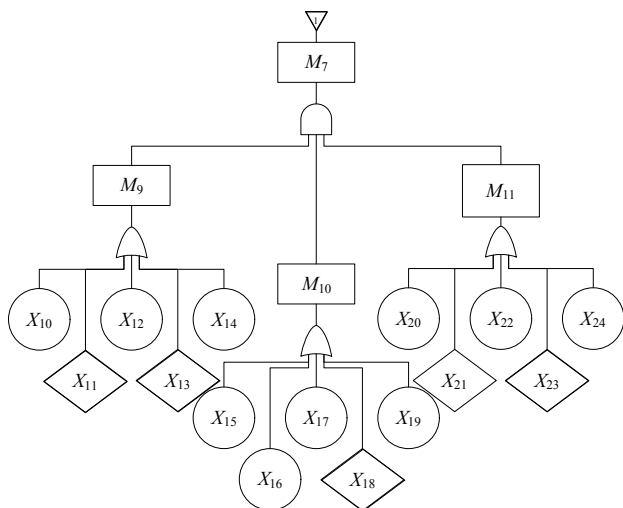 1
M₇
M₉
M₁₁
M₁₀
X₁₀ X₁₂ X₁₄ X₂₀ X₂₂ X₂₄
X₁₁ X₁₃ X₂₁ X₂₃
X₁₅ X₁₇ X₁₉
X₁₆ X₁₈